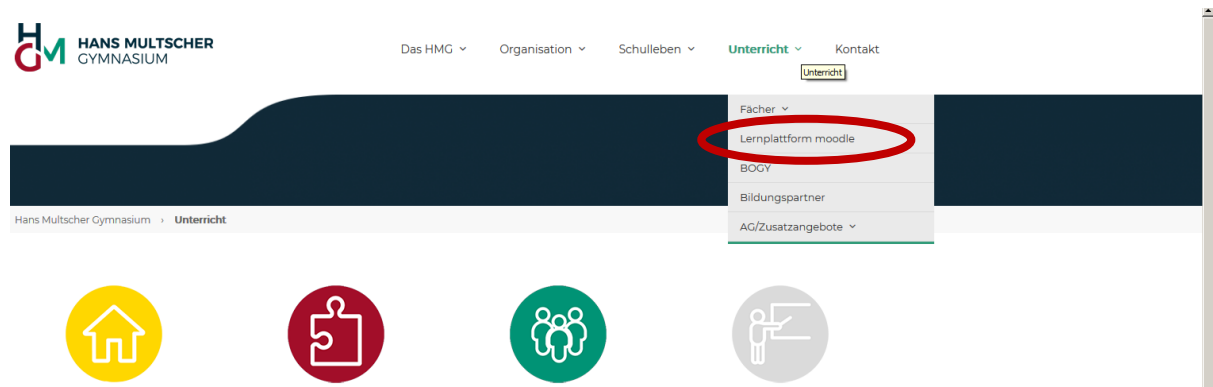 HGM
HANS MULTSCHER
GYMNASIUM
Das HMG Organisation Schulleben Unterricht Kontakt
Unterricht
Fächer
Lernplattform moodle
BOGY
Bildungspartner
AG/Zusatzangebote
Hans Multscher Gymnasium › Unterricht